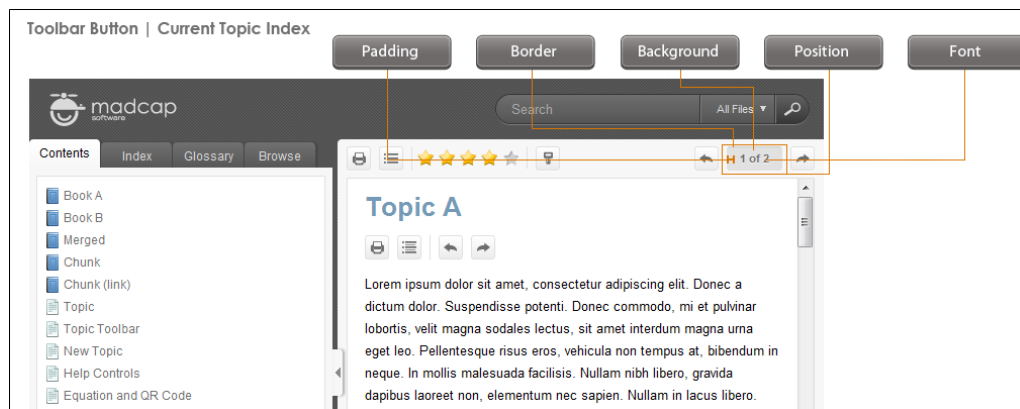 Toolbar Button | Current Topic Index
Padding Border Background Position Font
madcap
software
Search All Files
Contents Index Glossary Browse
H 1 of 2
Book A
Book B
Merged
Chunk
Chunk (link)
Topic
Topic Toolbar
New Topic
Help Controls
Equation and QR Code
Topic A
Lorem ipsum dolor sit amet, consectetur adipiscing elit. Donec a
dictum dolor. Suspendisse potenti. Donec commodo, mi et pulvinar
lobortis, velit magna sodales lectus, sit amet interdum magna urna
eget leo. Pellentesque risus eros, vehicula non tempus at, bibendum in
neque. In mollis malesuada facilisis. Nullam nibh libero, gravida
dapibus laoreet non, elementum nec sapien. Nullam in lacus libero.